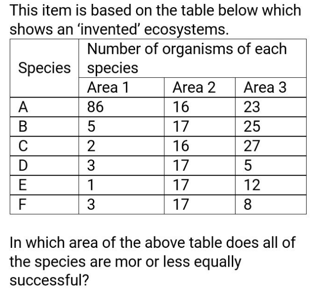 This item is based on the table below which
shows an ‘invented’ ecosystems.
Species Number of organisms of each
species
Area 1 Area 2 Area 3
A 86 16 23
B 5 17 25
C 2 16 27
D 3 17 5
E 1 17 12
F 3 17 8
In which area of the above table does all of
the species are mor or less equally
successful?